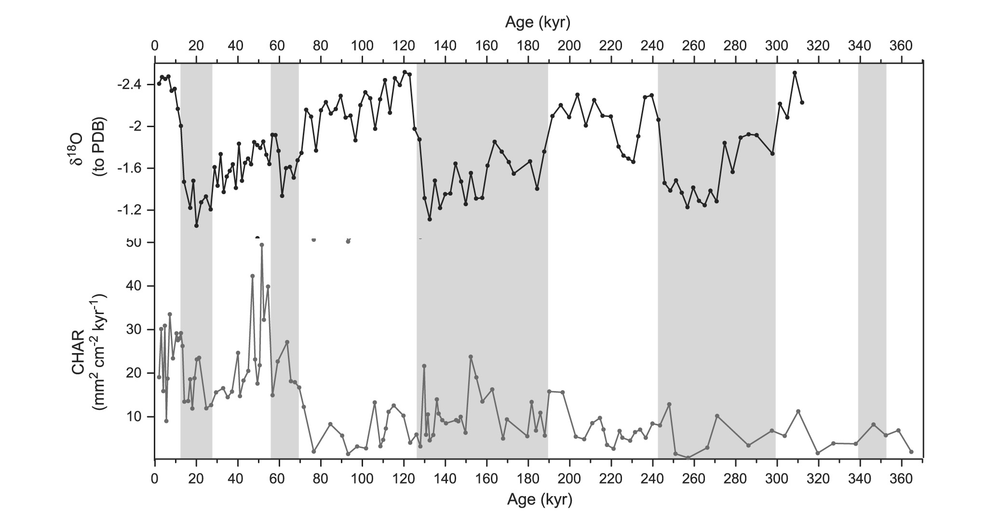 Age (kyr)
0 20 40 60 80 100 120 140 160 180 200 220 240 260 280 300 320 340 360
-2.4
-2
-1.6
-1.2
δ18O
(to PDB)
50
40
30
20
10
CHAR
(mm2 cm-2 kyr-1)
0 20 40 60 80 100 120 140 160 180 200 220 240 260 280 300 320 340 360
Age (kyr)